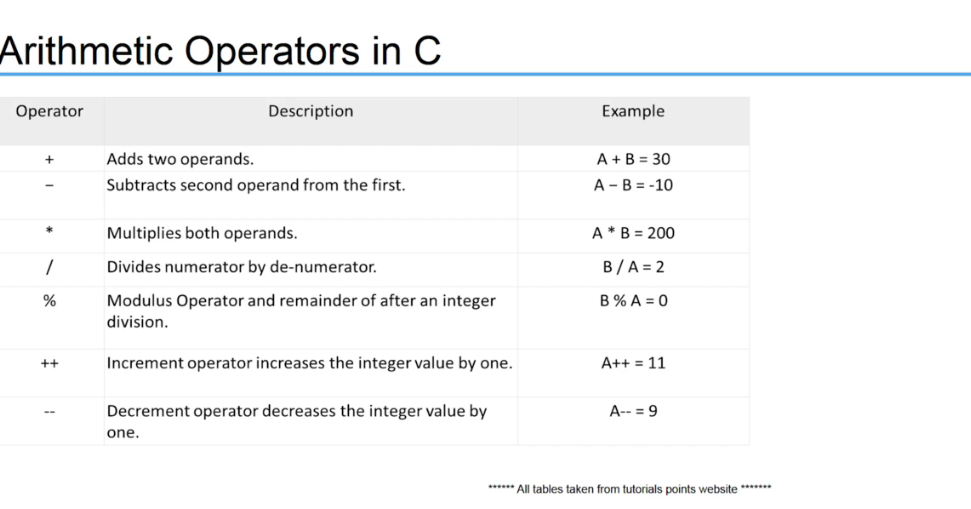 Arithmetic Operators in C
Operator Description Example
+ Adds two operands. A + B = 30
− Subtracts second operand from the first. A − B = -10
* Multiplies both operands. A * B = 200
/ Divides numerator by de-numerator. B / A = 2
% Modulus Operator and remainder of after an integer B % A = 0
division.
++ Increment operator increases the integer value by one. A++ = 11
-- Decrement operator decreases the integer value by A-- = 9
one.
****** All tables taken from tutorials points website *******